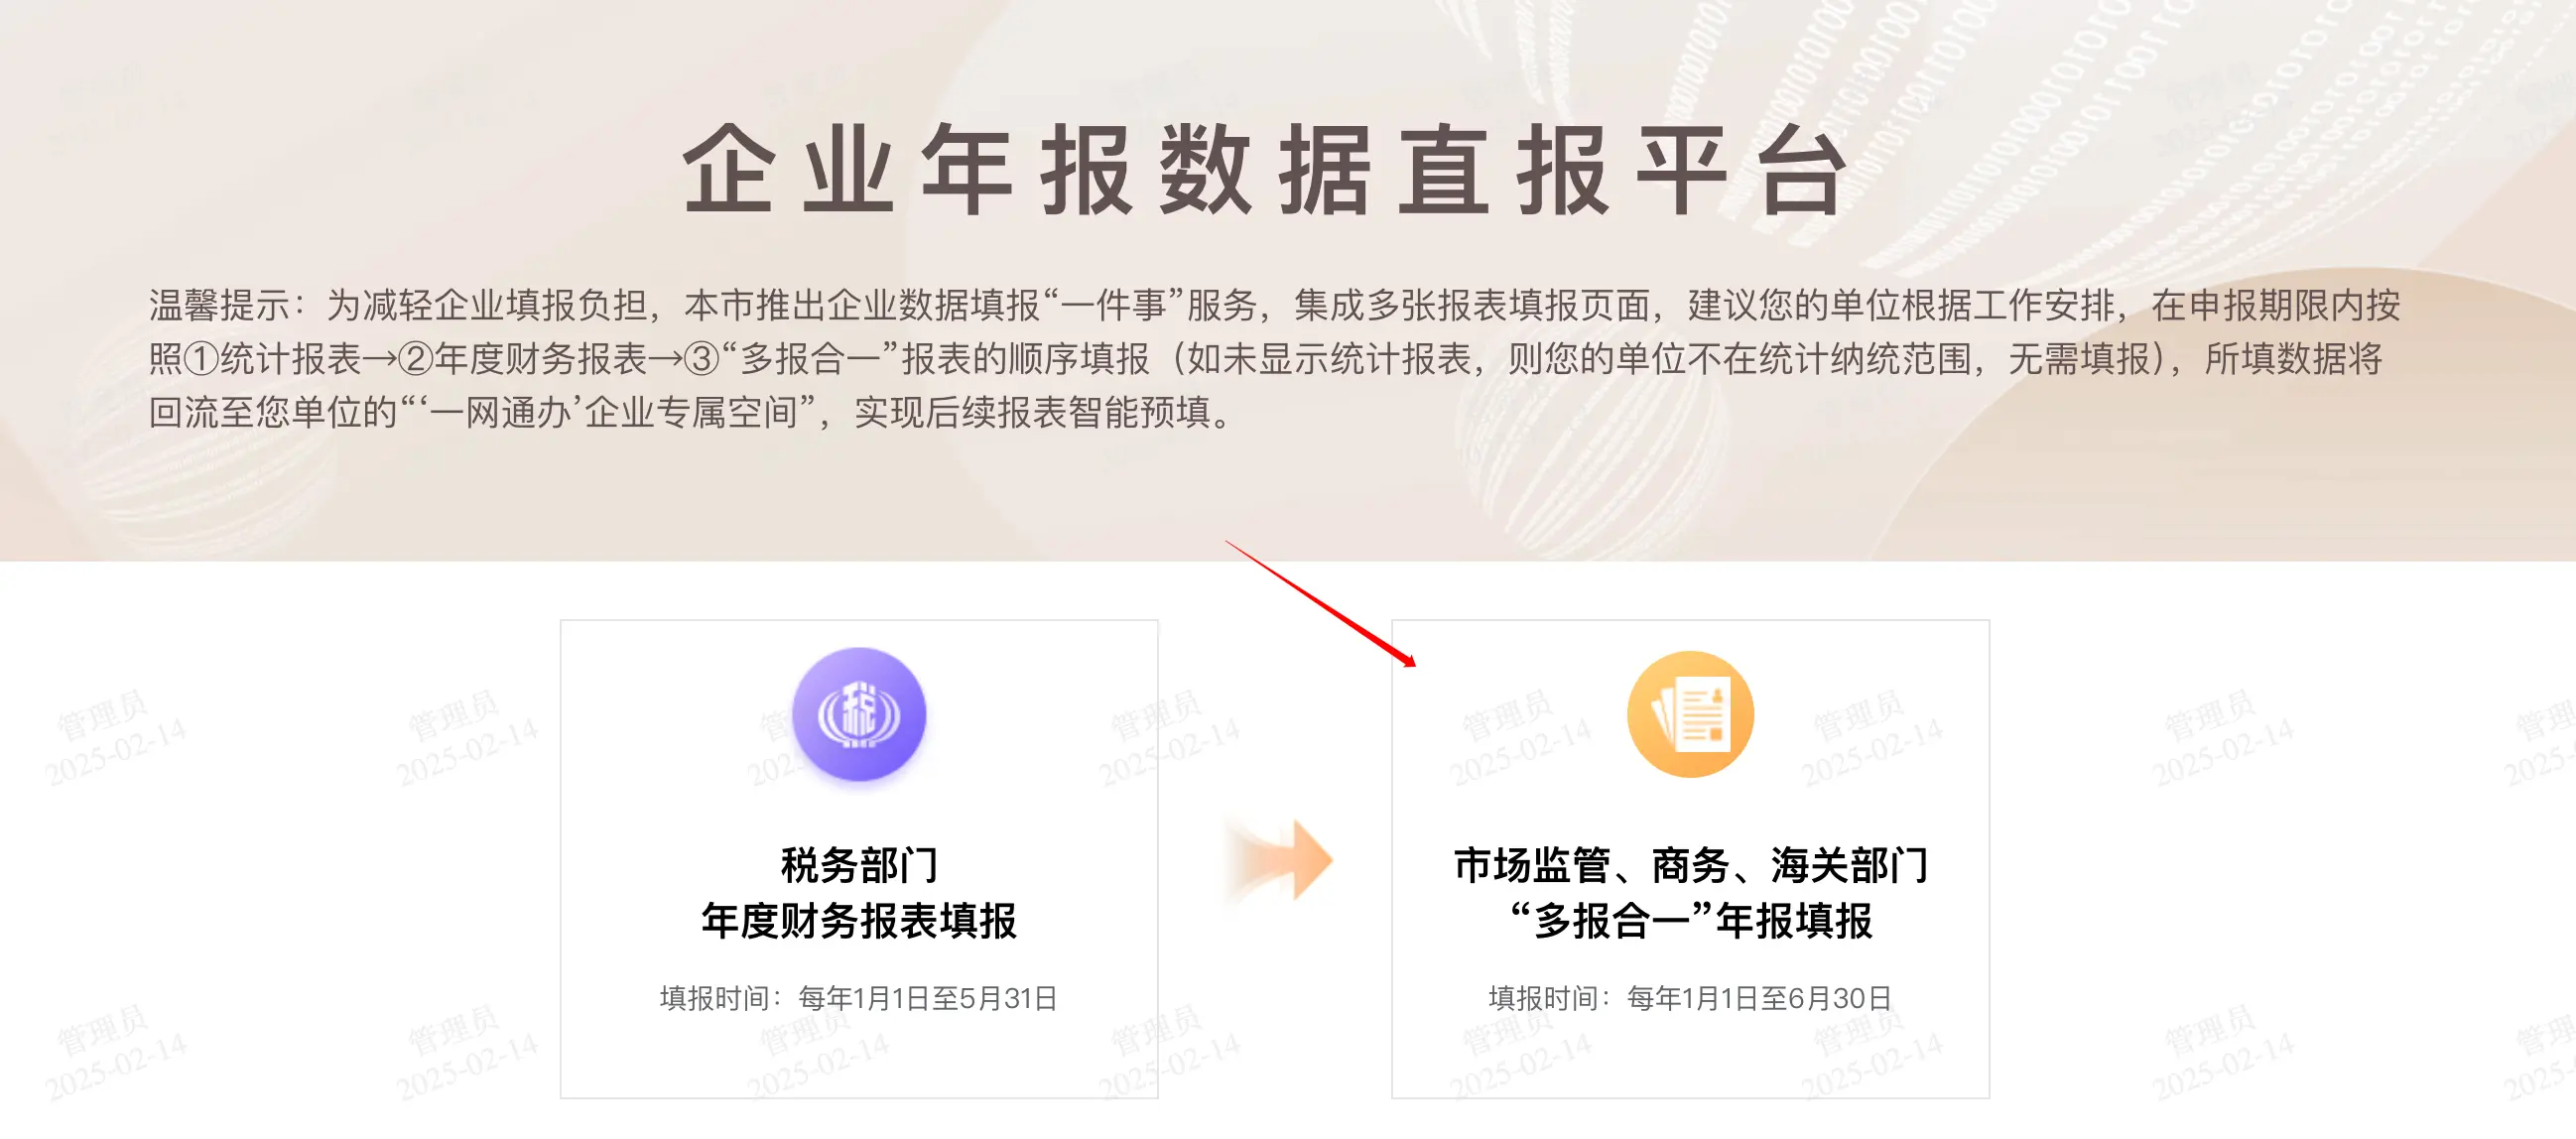 企业年报数据直报平台
温馨提示：为减轻企业填报负担，本市推出企业数据填报“一件事”服务，集成多张报表填报页面，建议您的单位根据工作安排，在申报期限内按
照①统计报表→②年度财务报表→③“多报合一”报表的顺序填报（如未显示统计报表，则您的单位不在统计纳统范围，无需填报），所填数据将
回流至您单位的“‘一网通办’企业专属空间”，实现后续报表智能预填。
税务部门
年度财务报表填报
填报时间：每年1月1日至5月31日
市场监管、商务、海关部门
“多报合一”年报填报
填报时间：每年1月1日至6月30日
管理员
2025-02-14